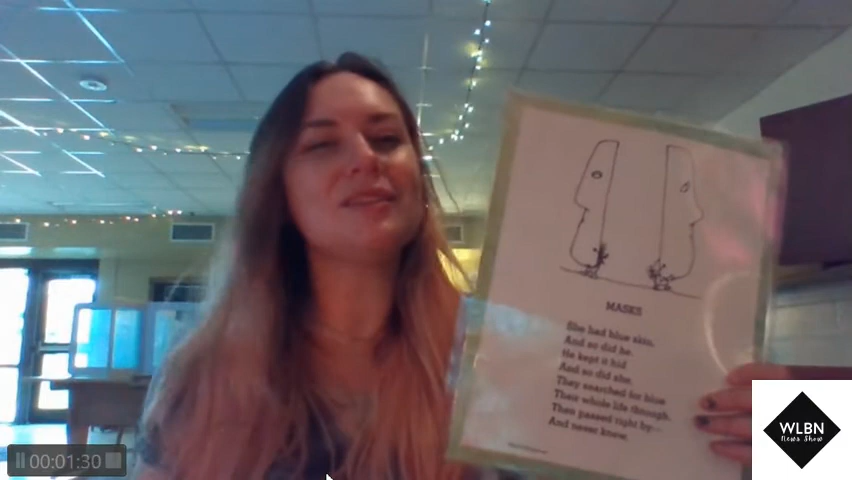 MASKS
She had blue skin,
And so did he.
He kept it hid
And so did she.
They searched for blue
Their whole life through,
Then passed right by—
And never knew.
WLBN
News Show
00:01:30